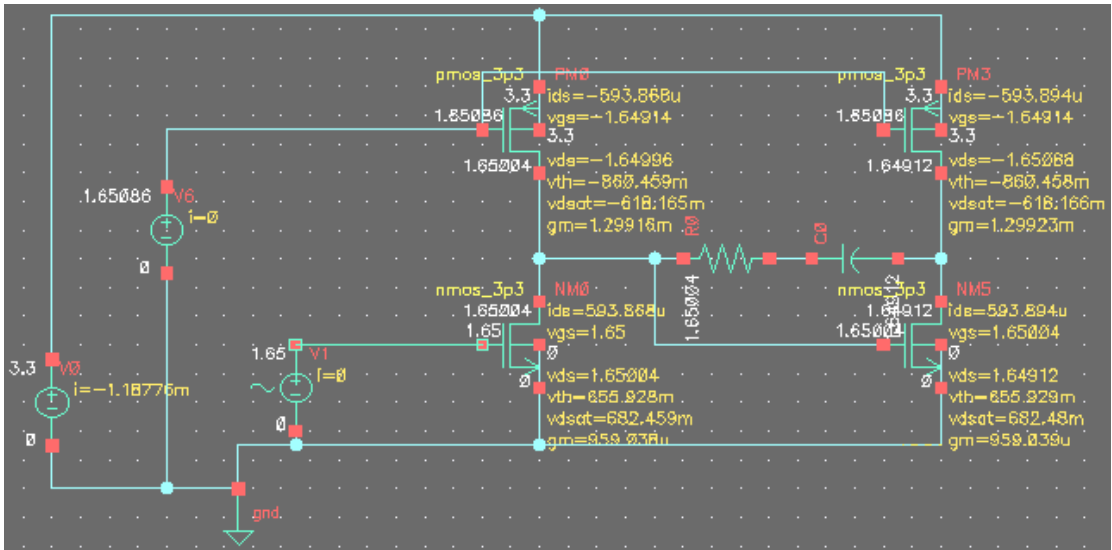 pmos_3p3 PM0
3.3 ids=-593.868u
vgs=-1.64914
1.65086
3.3
1.65004 vds=-1.64996
vth=-860.459m
vdsat=-618.165m
gm=1.29916m
pmos_3p3 PM3
3.3 ids=-593.894u
vgs=-1.64914
1.65086
3.3
1.64912 vds=-1.65088
vth=-860.458m
vdsat=-618.166m
gm=1.29923m
1.65086 V6
i=0
0
R0
1.65004
C0
1.64912
nmos_3p3 NM0
1.65004 ids=593.868u
1.65 vgs=1.65
0
0 vds=1.65004
vth=655.928m
vdsat=682.459m
gm=959.038u
nmos_3p3 NM5
1.64912 ids=593.894u
1.65004 vgs=1.65004
0
0 vds=1.64912
vth=655.929m
vdsat=682.48m
gm=959.039u
1.65 V1
i=0
0
3.3 V0
i=-1.18776m
0
gnd